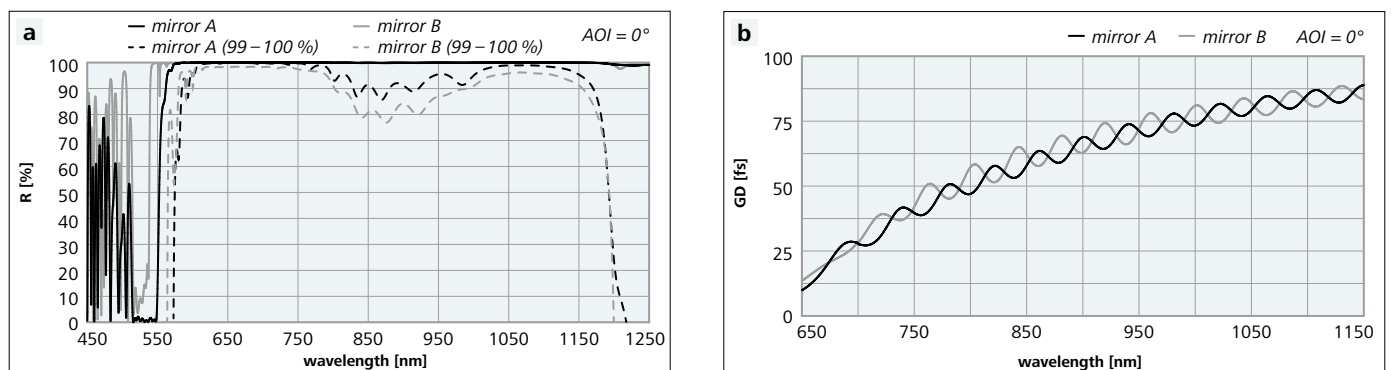 a
mirror A mirror B
mirror A (99 – 100 %) mirror B (99 – 100 %)
AOI = 0°
100
90
80
70
60
50
40
30
20
10
0
R [%]
450 550 650 750 850 950 1050 1150 1250
wavelength [nm]
b
mirror A mirror B AOI = 0°
100
75
50
25
0
GD [fs]
650 750 850 950 1050 1150
wavelength [nm]